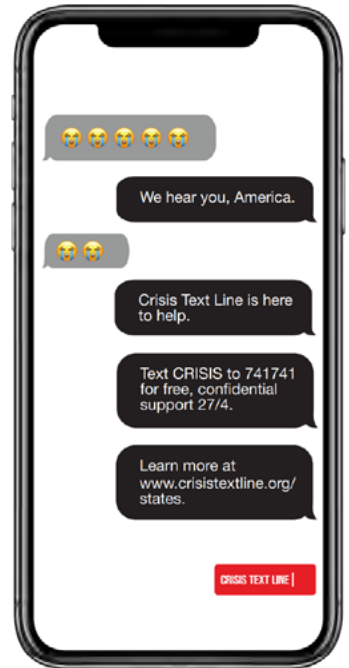 😭😭😭😭😭
We hear you, America.
😭😭
Crisis Text Line is here
to help.
Text CRISIS to 741741
for free, confidential
support 27/4.
Learn more at
www.crisistextline.org/
states.
CRISIS TEXT LINE|